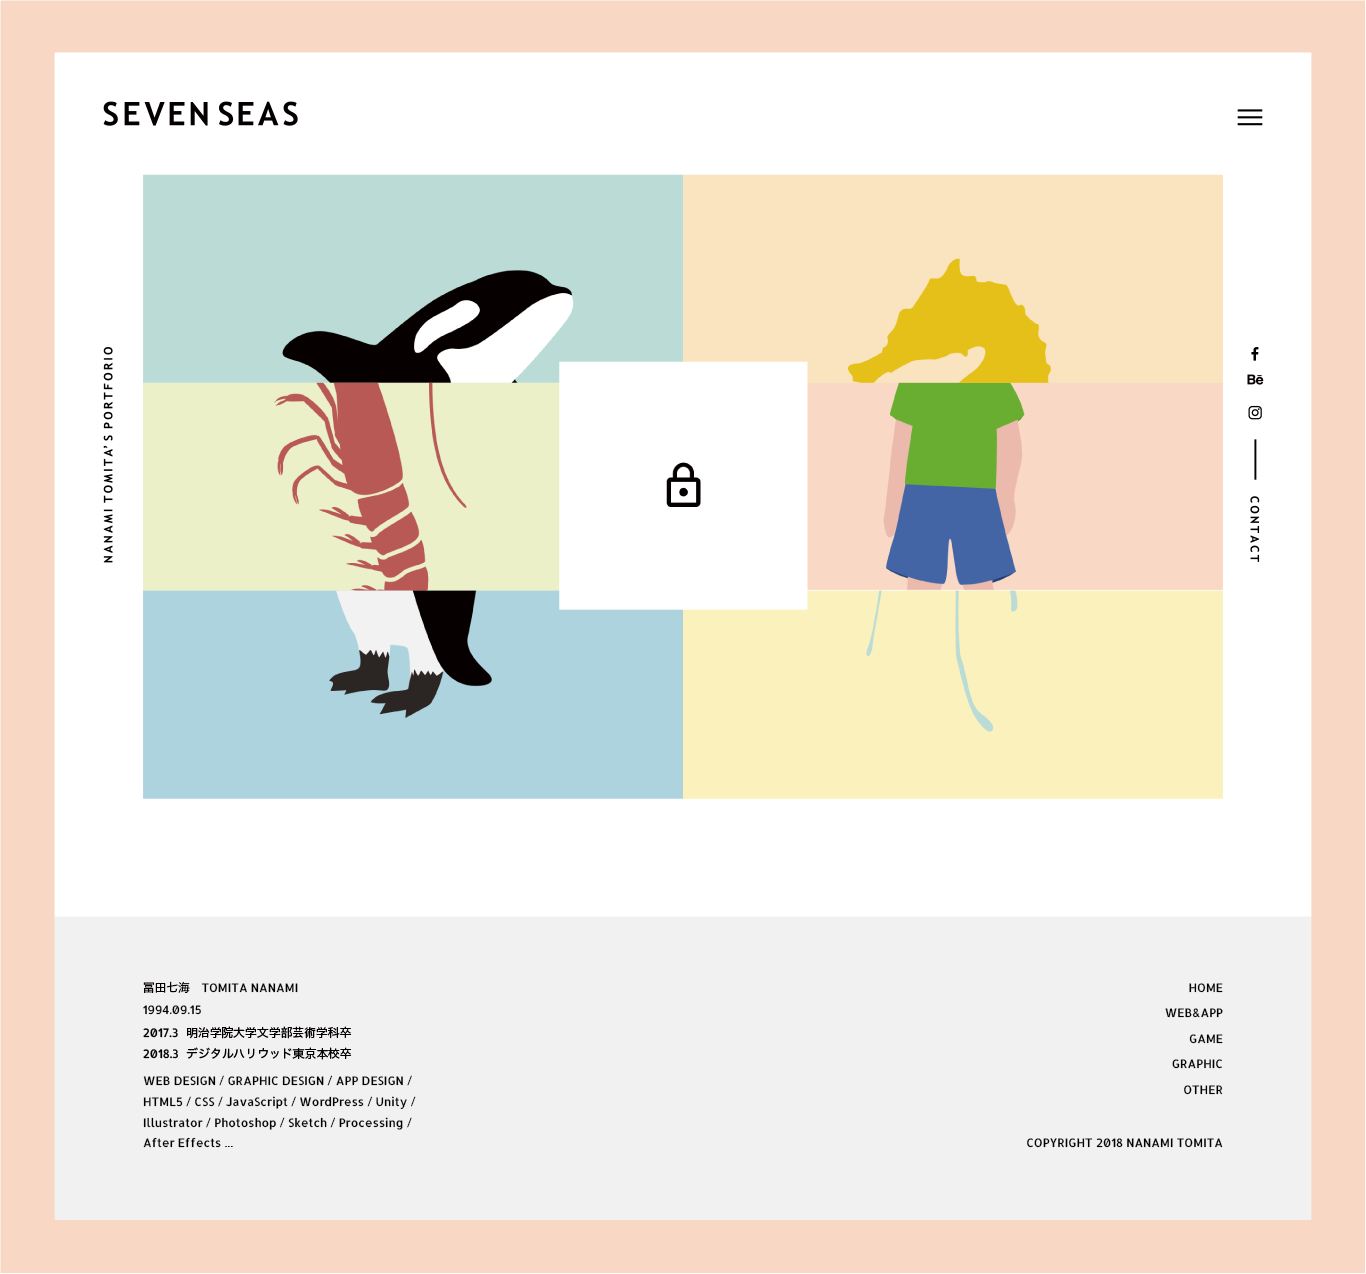 SEVEN SEAS
NANAMI TOMITA'S PORTFOLIO
Bē
CONTACT
冨田七海　TOMITA NANAMI
1994.09.15
2017.3 明治学院大学文学部芸術学科卒
2018.3 デジタルハリウッド東京本校卒
WEB DESIGN / GRAPHIC DESIGN / APP DESIGN /
HTML5 / CSS / JavaScript / WordPress / Unity /
Illustrator / Photoshop / Sketch / Processing /
After Effects ...
HOME
WEB&APP
GAME
GRAPHIC
OTHER
COPYRIGHT 2018 NANAMI TOMITA